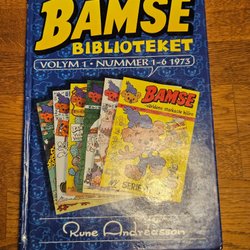 BAMSE
BIBLIOTEKET
VOLYM 1 • NUMMER 1-6 1973
BAMSE
Rune Andréasson